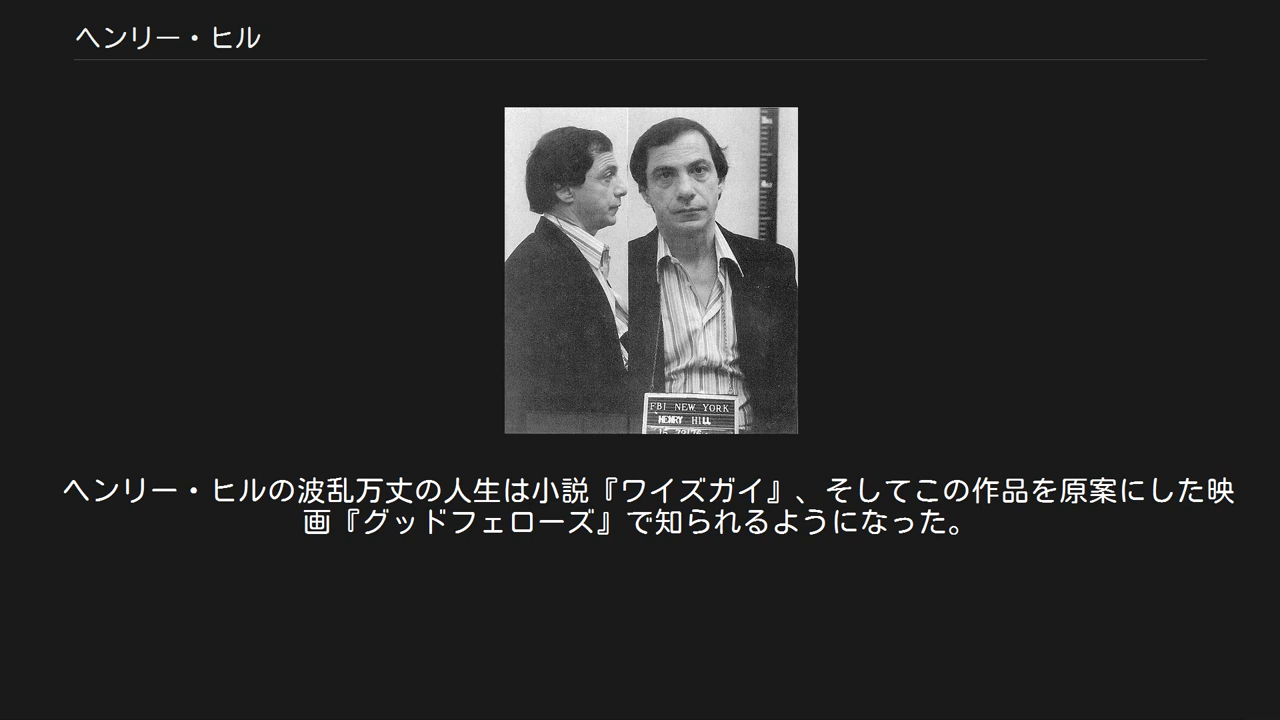 ヘンリー・ヒル
FBI NEW YORK
HENRY HILL
ヘンリー・ヒルの波乱万丈の人生は小説『ワイズガイ』、そしてこの作品を原案にした映
画『グッドフェローズ』で知られるようになった。